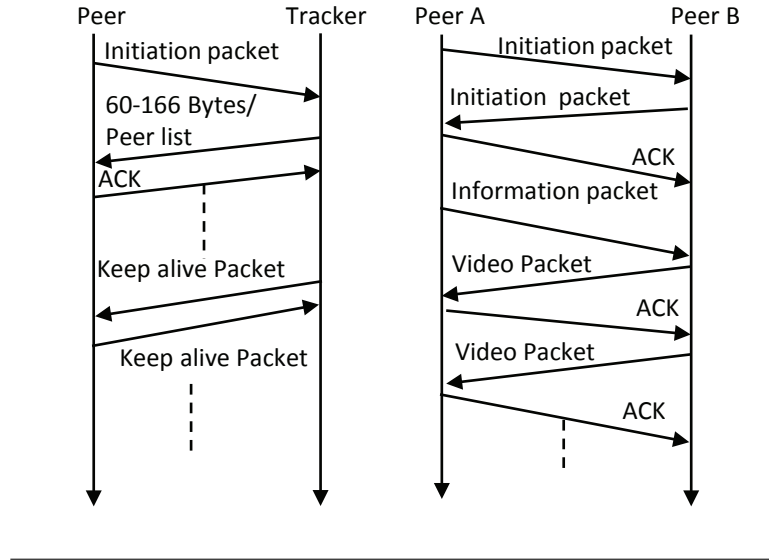 Peer
Tracker
Initiation packet
60-166 Bytes/
Peer list
ACK
Keep alive Packet
Keep alive Packet
Peer A
Peer B
Initiation packet
Initiation packet
ACK
Information packet
Video Packet
ACK
Video Packet
ACK